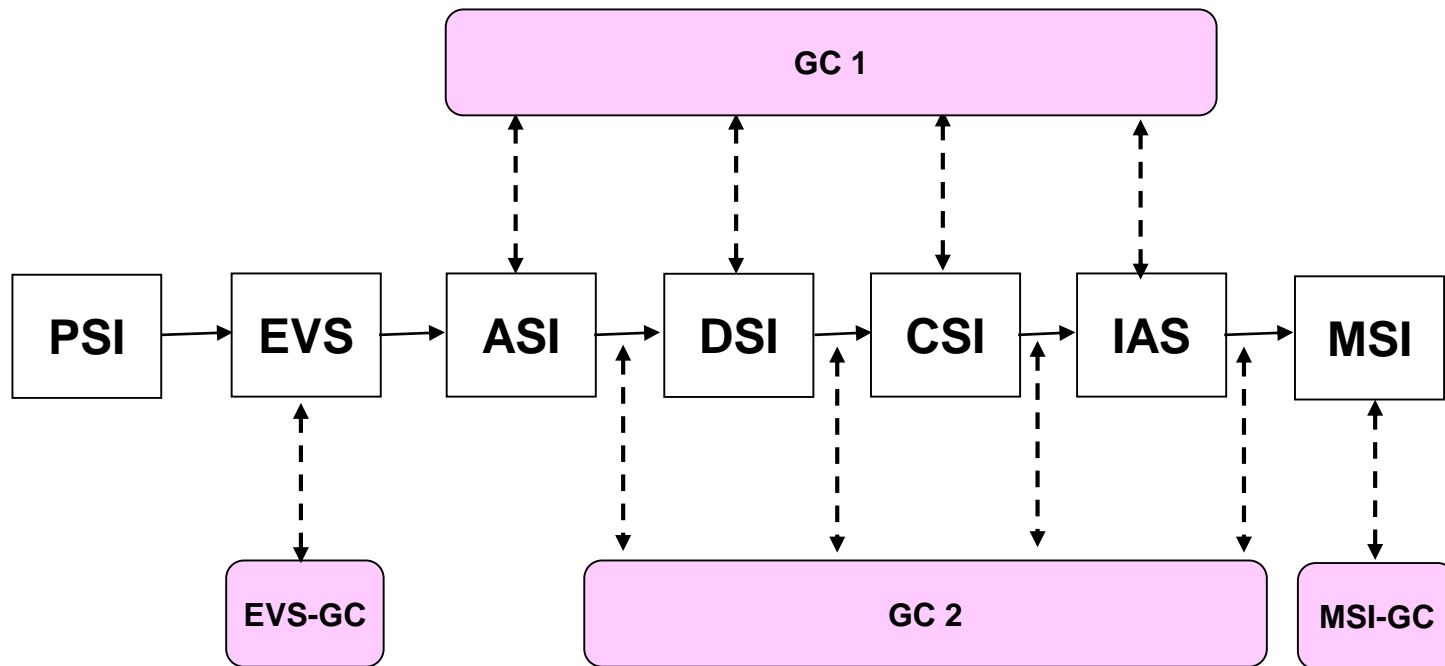 GC 1
PSI
EVS
ASI
DSI
CSI
IAS
MSI
EVS-GC
GC 2
MSI-GC